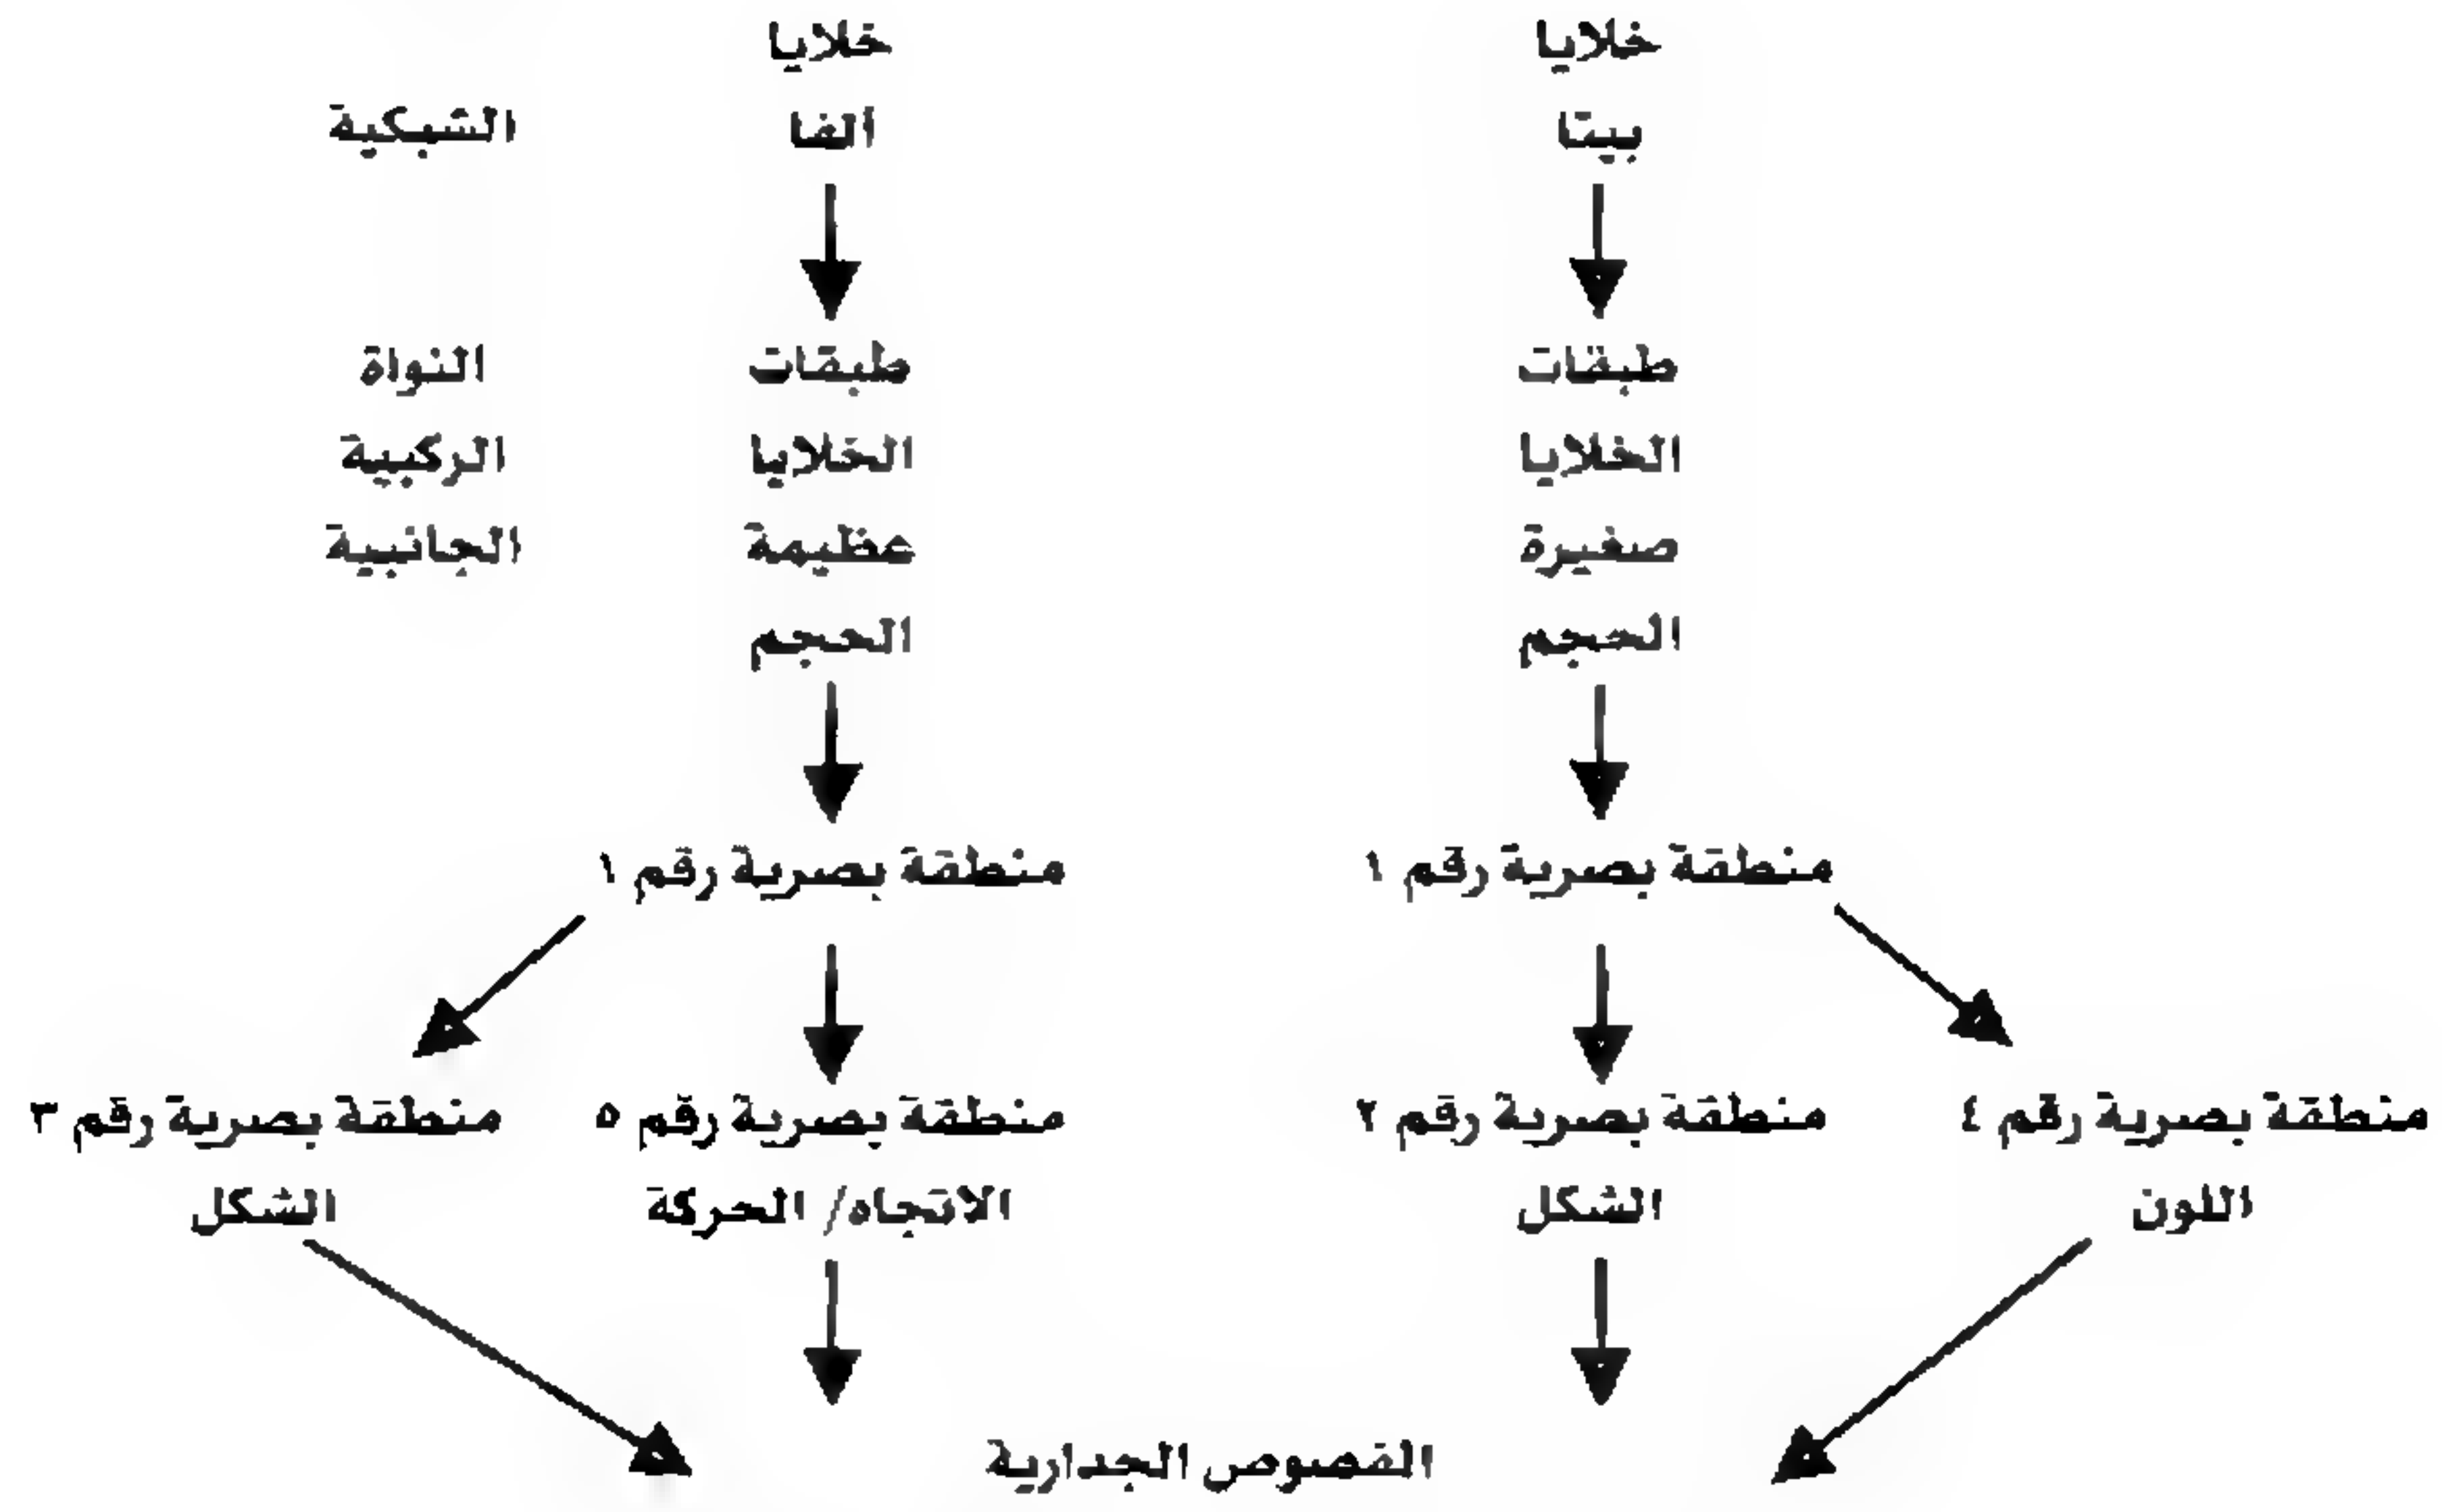 خلايا
بيتا
خلايا
الفا
الشبكية
طبقات
الخلايا
صغيرة
الحجم
طبقات
الخلايا
عظيمة
الحجم
النواة
الركبية
الجانبية
منطقة بصرية رقم ١
منطقة بصرية رقم ١
منطقة بصرية رقم ٤
اللون
منطقة بصرية رقم ٢
الشكل
منطقة بصرية رقم ٥
الاتجاه/ الحركة
منطقة بصرية رقم ٣
الشكل
الفصوص الجدارية